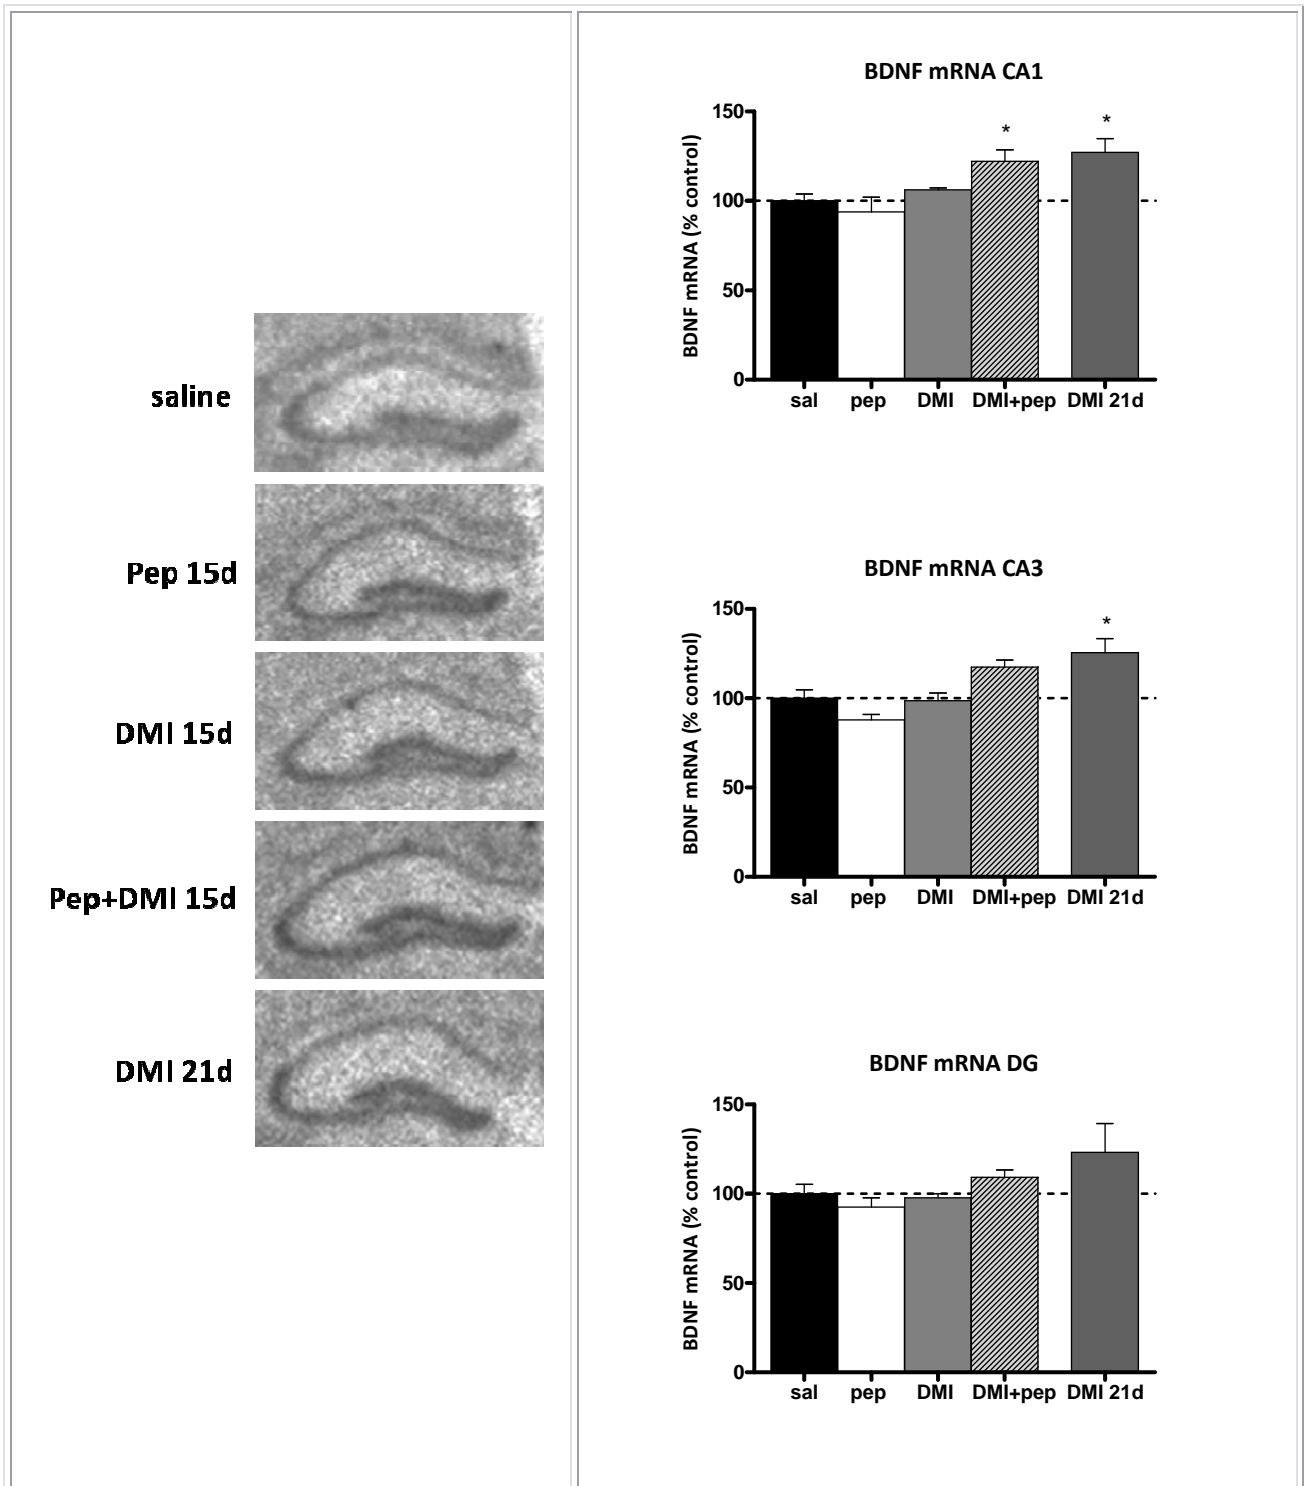 saline
Pep 15d
DMI 15d
Pep+DMI 15d
DMI 21d
BDNF mRNA CA1
BDNF mRNA (% control)
150
100
50
0
*
*
sal pep DMI DMI+pep DMI 21d
BDNF mRNA CA3
BDNF mRNA (% control)
150
100
50
0
*
sal pep DMI DMI+pep DMI 21d
BDNF mRNA DG
BDNF mRNA (% control)
150
100
50
0
sal pep DMI DMI+pep DMI 21d